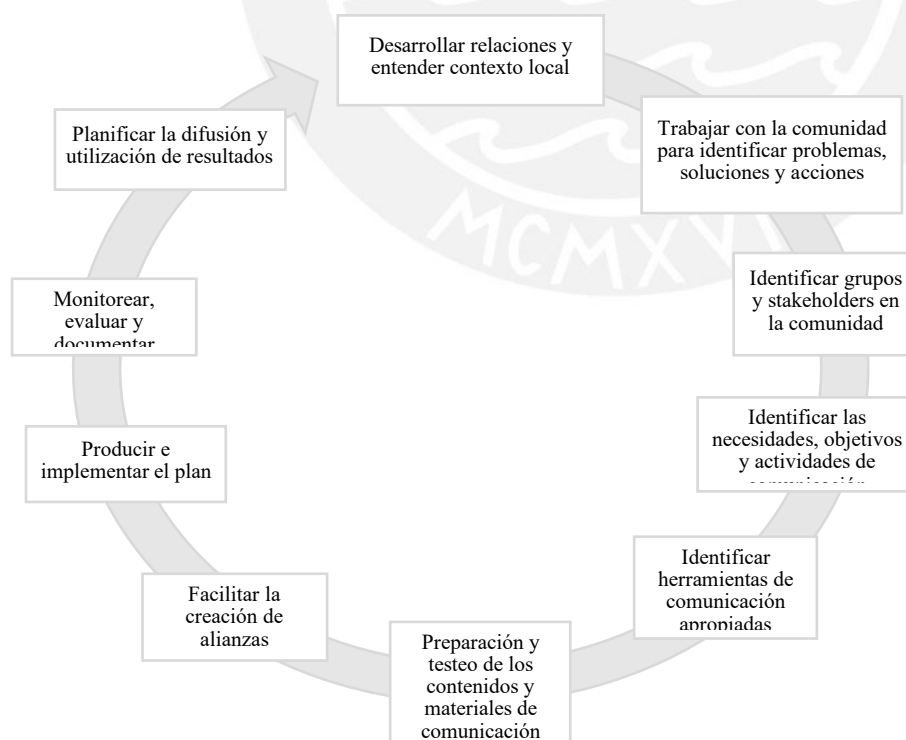 Desarrollar relaciones y
entender contexto local
Trabajar con la comunidad
para identificar problemas,
soluciones y acciones
Identificar grupos
y stakeholders en
la comunidad
Identificar las
necesidades, objetivos
y actividades de
comunicación
Identificar
herramientas de
comunicación
apropiadas
Preparación y
testeo de los
contenidos y
materiales de
comunicación
Facilitar la
creación de
alianzas
Producir e
implementar el plan
Monitorear,
evaluar y
documentar
Planificar la difusión y
utilización de resultados
MCMXVI